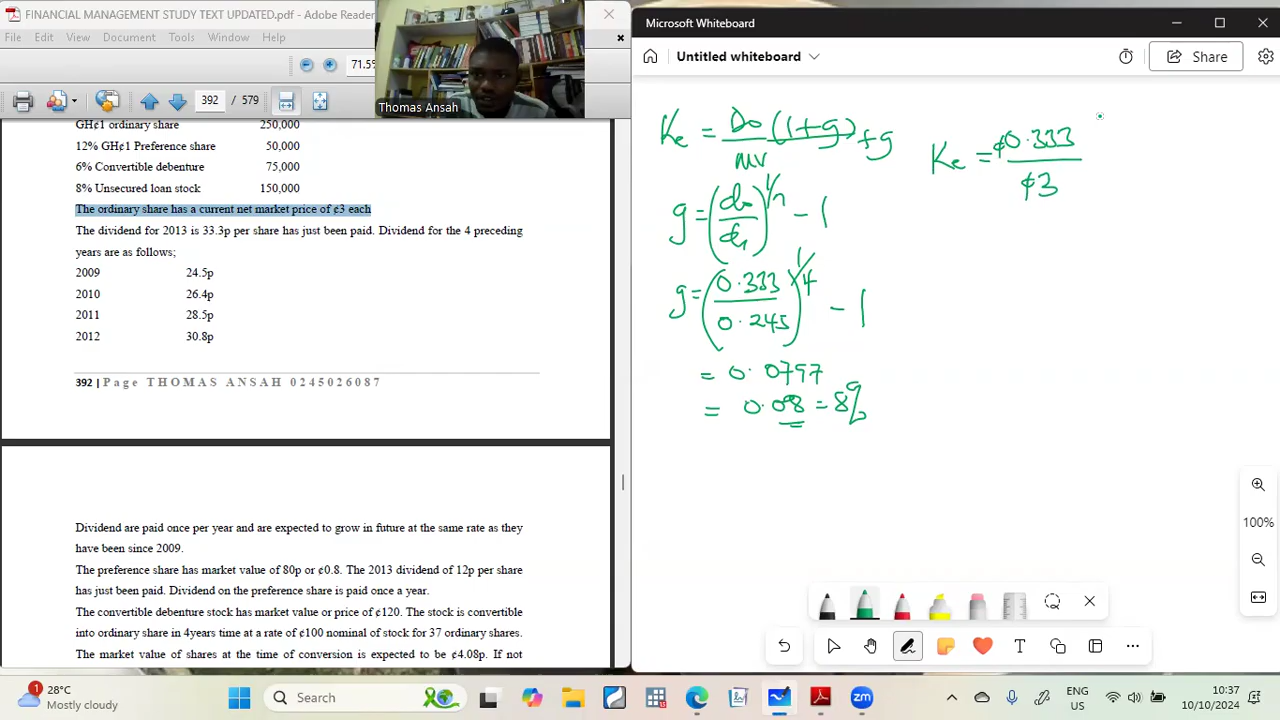 FINANCIAL MANAGEMENT STUDY TEXT UPDATED.pdf - Adobe Reader
File Edit View Document Tools Window Help
392 / 579
71.5%
Thomas Ansah
GH¢1 ordinary share 250,000
12% GH¢1 Preference share 50,000
6% Convertible debenture 75,000
8% Unsecured loan stock 150,000
The ordinary share has a current net market price of ¢3 each
The dividend for 2013 is 33.3p per share has just been paid. Dividend for the 4 preceding
years are as follows;
2009 24.5p
2010 26.4p
2011 28.5p
2012 30.8p
392 | Page THOMAS ANSAH 0245026087
Dividend are paid once per year and are expected to grow in future at the same rate as they
have been since 2009.
The preference share has market value of 80p or ¢0.8. The 2013 dividend of 12p per share
has just been paid. Dividend on the preference share is paid once a year.
The convertible debenture stock has market value or price of ¢120. The stock is convertible
into ordinary share in 4years time at a rate of ¢100 nominal of stock for 37 ordinary shares.
The market value of shares at the time of conversion is expected to be ¢4.08p. If not
Microsoft Whiteboard
Untitled whiteboard
Share
Ke = Do (1+g) + g
MV
g = (do
d1)^1/n - 1
g = (0.333
0.245)^1/4 - 1
= 0.0797
= 0.08 = 8%
Ke = ¢0.333
¢3
100%
28°C
Mostly cloudy
1
Search
ENG
US
10:37
10/10/2024